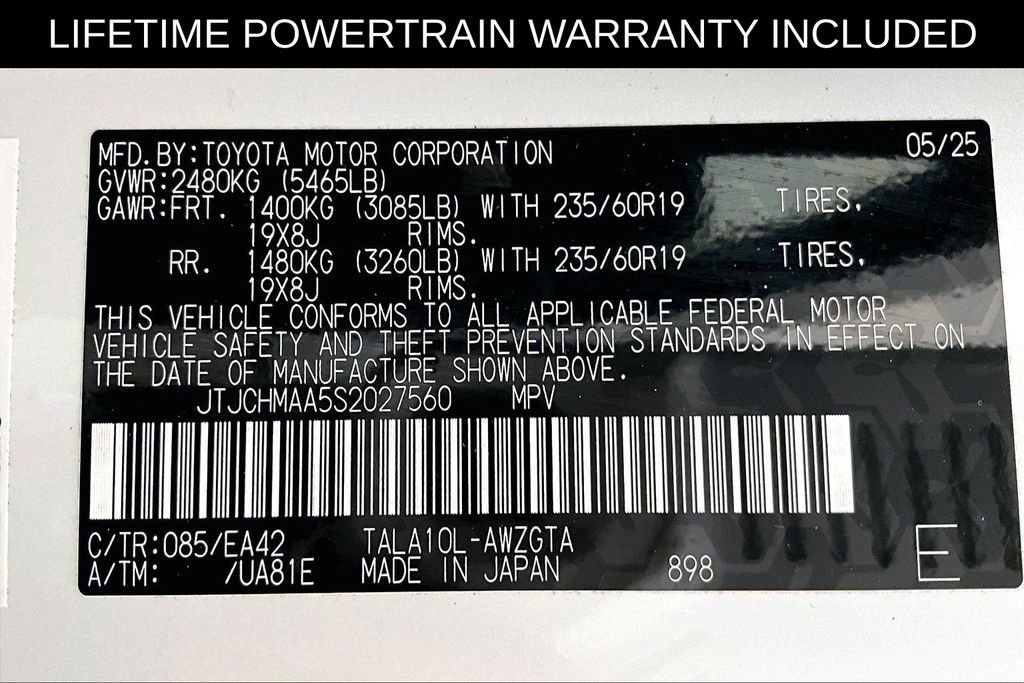 LIFETIME POWERTRAIN WARRANTY INCLUDED
MFD.BY:TOYOTA MOTOR CORPORATION 05/25
GVWR:2480KG (5465LB)
GAWR:FRT. 1400KG (3085LB) WITH 235/60R19 TIRES,
19X8J RIMS.
RR. 1480KG (3260LB) WITH 235/60R19 TIRES,
19X8J RIMS.
THIS VEHICLE CONFORMS TO ALL APPLICABLE FEDERAL MOTOR
VEHICLE SAFETY AND THEFT PREVENTION STANDARDS IN EFFECT ON
THE DATE OF MANUFACTURE SHOWN ABOVE.
JTJCHMAA5S2027560 MPV
C/TR:085/EA42 TALA10L-AWZGTA
A/TM: /UA81E MADE IN JAPAN 898 E